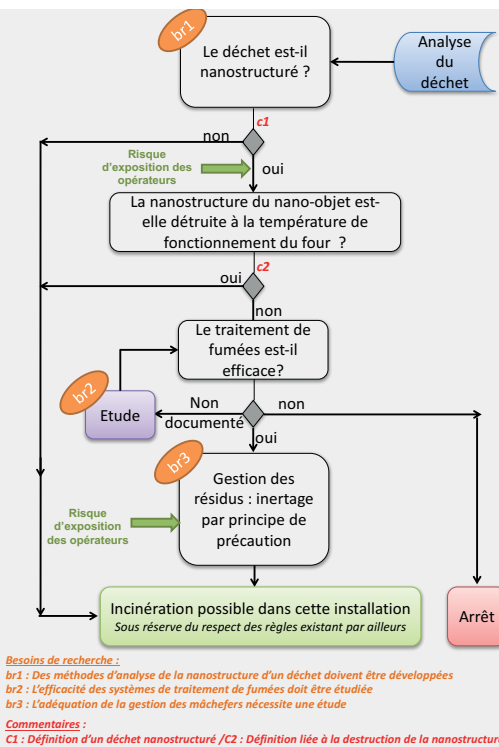 br1
Le déchet est-il
nanostructuré ?
Analyse
du
déchet
c1
non
Risque
d'exposition des
opérateurs
oui
La nanostructure du nano-objet est-
elle détruite à la température de
fonctionnement du four ?
c2
oui
non
Le traitement de
fumées est-il
efficace?
br2
Etude
Non
documenté
non
oui
br3
Gestion des
résidus : inertage
par principe de
précaution
Risque
d'exposition
des opérateurs
Incinération possible dans cette installation
Sous réserve du respect des règles existant par ailleurs
Arrêt
Besoins de recherche :
br1 : Des méthodes d'analyse de la nanostructure d'un déchet doivent être développées
br2 : L'efficacité des systèmes de traitement de fumées doit être étudiée
br3 : L'adéquation de la gestion des mâchefers nécessite une étude
Commentaires :
C1 : Définition d'un déchet nanostructuré /C2 : Définition liée à la destruction de la nanostructu